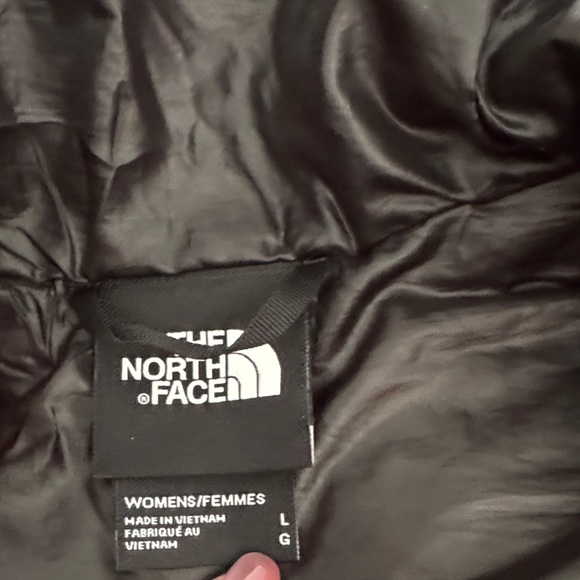 THE
NORTH
® FACE
WOMENS/FEMMES
MADE IN VIETNAM L
FABRIQUÉ AU G
VIETNAM